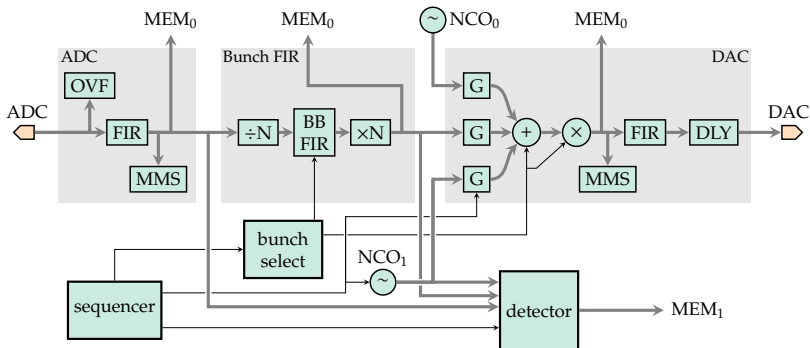 MEM₀
MEM₀
NCO₀
~
MEM₀
ADC
Bunch FIR
DAC
OVF
G
ADC
FIR
÷N
BB
FIR
×N
G
+
×
FIR
DLY
DAC
MMS
G
MMS
bunch
select
NCO₁
~
sequencer
detector
MEM₁